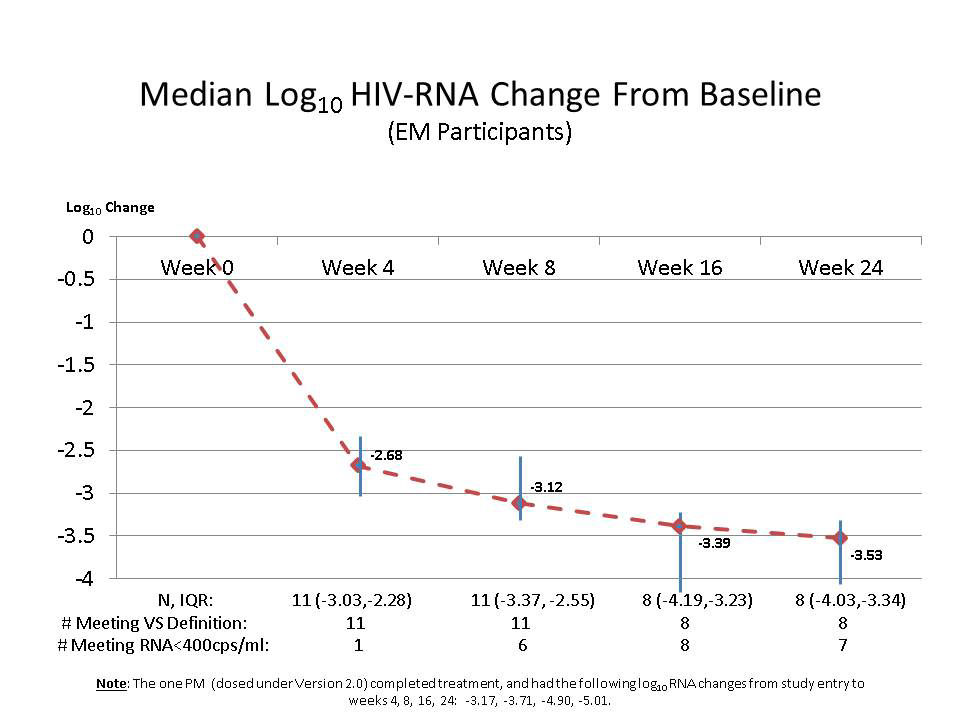 Median Log10 HIV-RNA Change From Baseline
(EM Participants)
Log10 Change
0
Week 0 Week 4 Week 8 Week 16 Week 24
-0.5
-1
-1.5
-2
-2.5
-2.68
-3
-3.12
-3.5
-3.39
-3.53
-4
N, IQR: 11 (-3.03,-2.28) 11 (-3.37, -2.55) 8 (-4.19,-3.23) 8 (-4.03,-3.34)
# Meeting VS Definition: 11 11 8 8
# Meeting RNA<400cps/ml: 1 6 8 7
Note: The one PM (dosed under Version 2.0) completed treatment, and had the following log10 RNA changes from study entry to
weeks 4, 8, 16, 24: -3.17, -3.71, -4.90, -5.01.